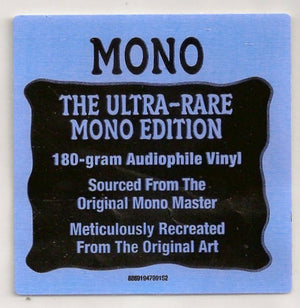 MONO
THE ULTRA-RARE
MONO EDITION
180-gram Audiophile Vinyl
Sourced From The
Original Mono Master
Meticulously Recreated
From The Original Art